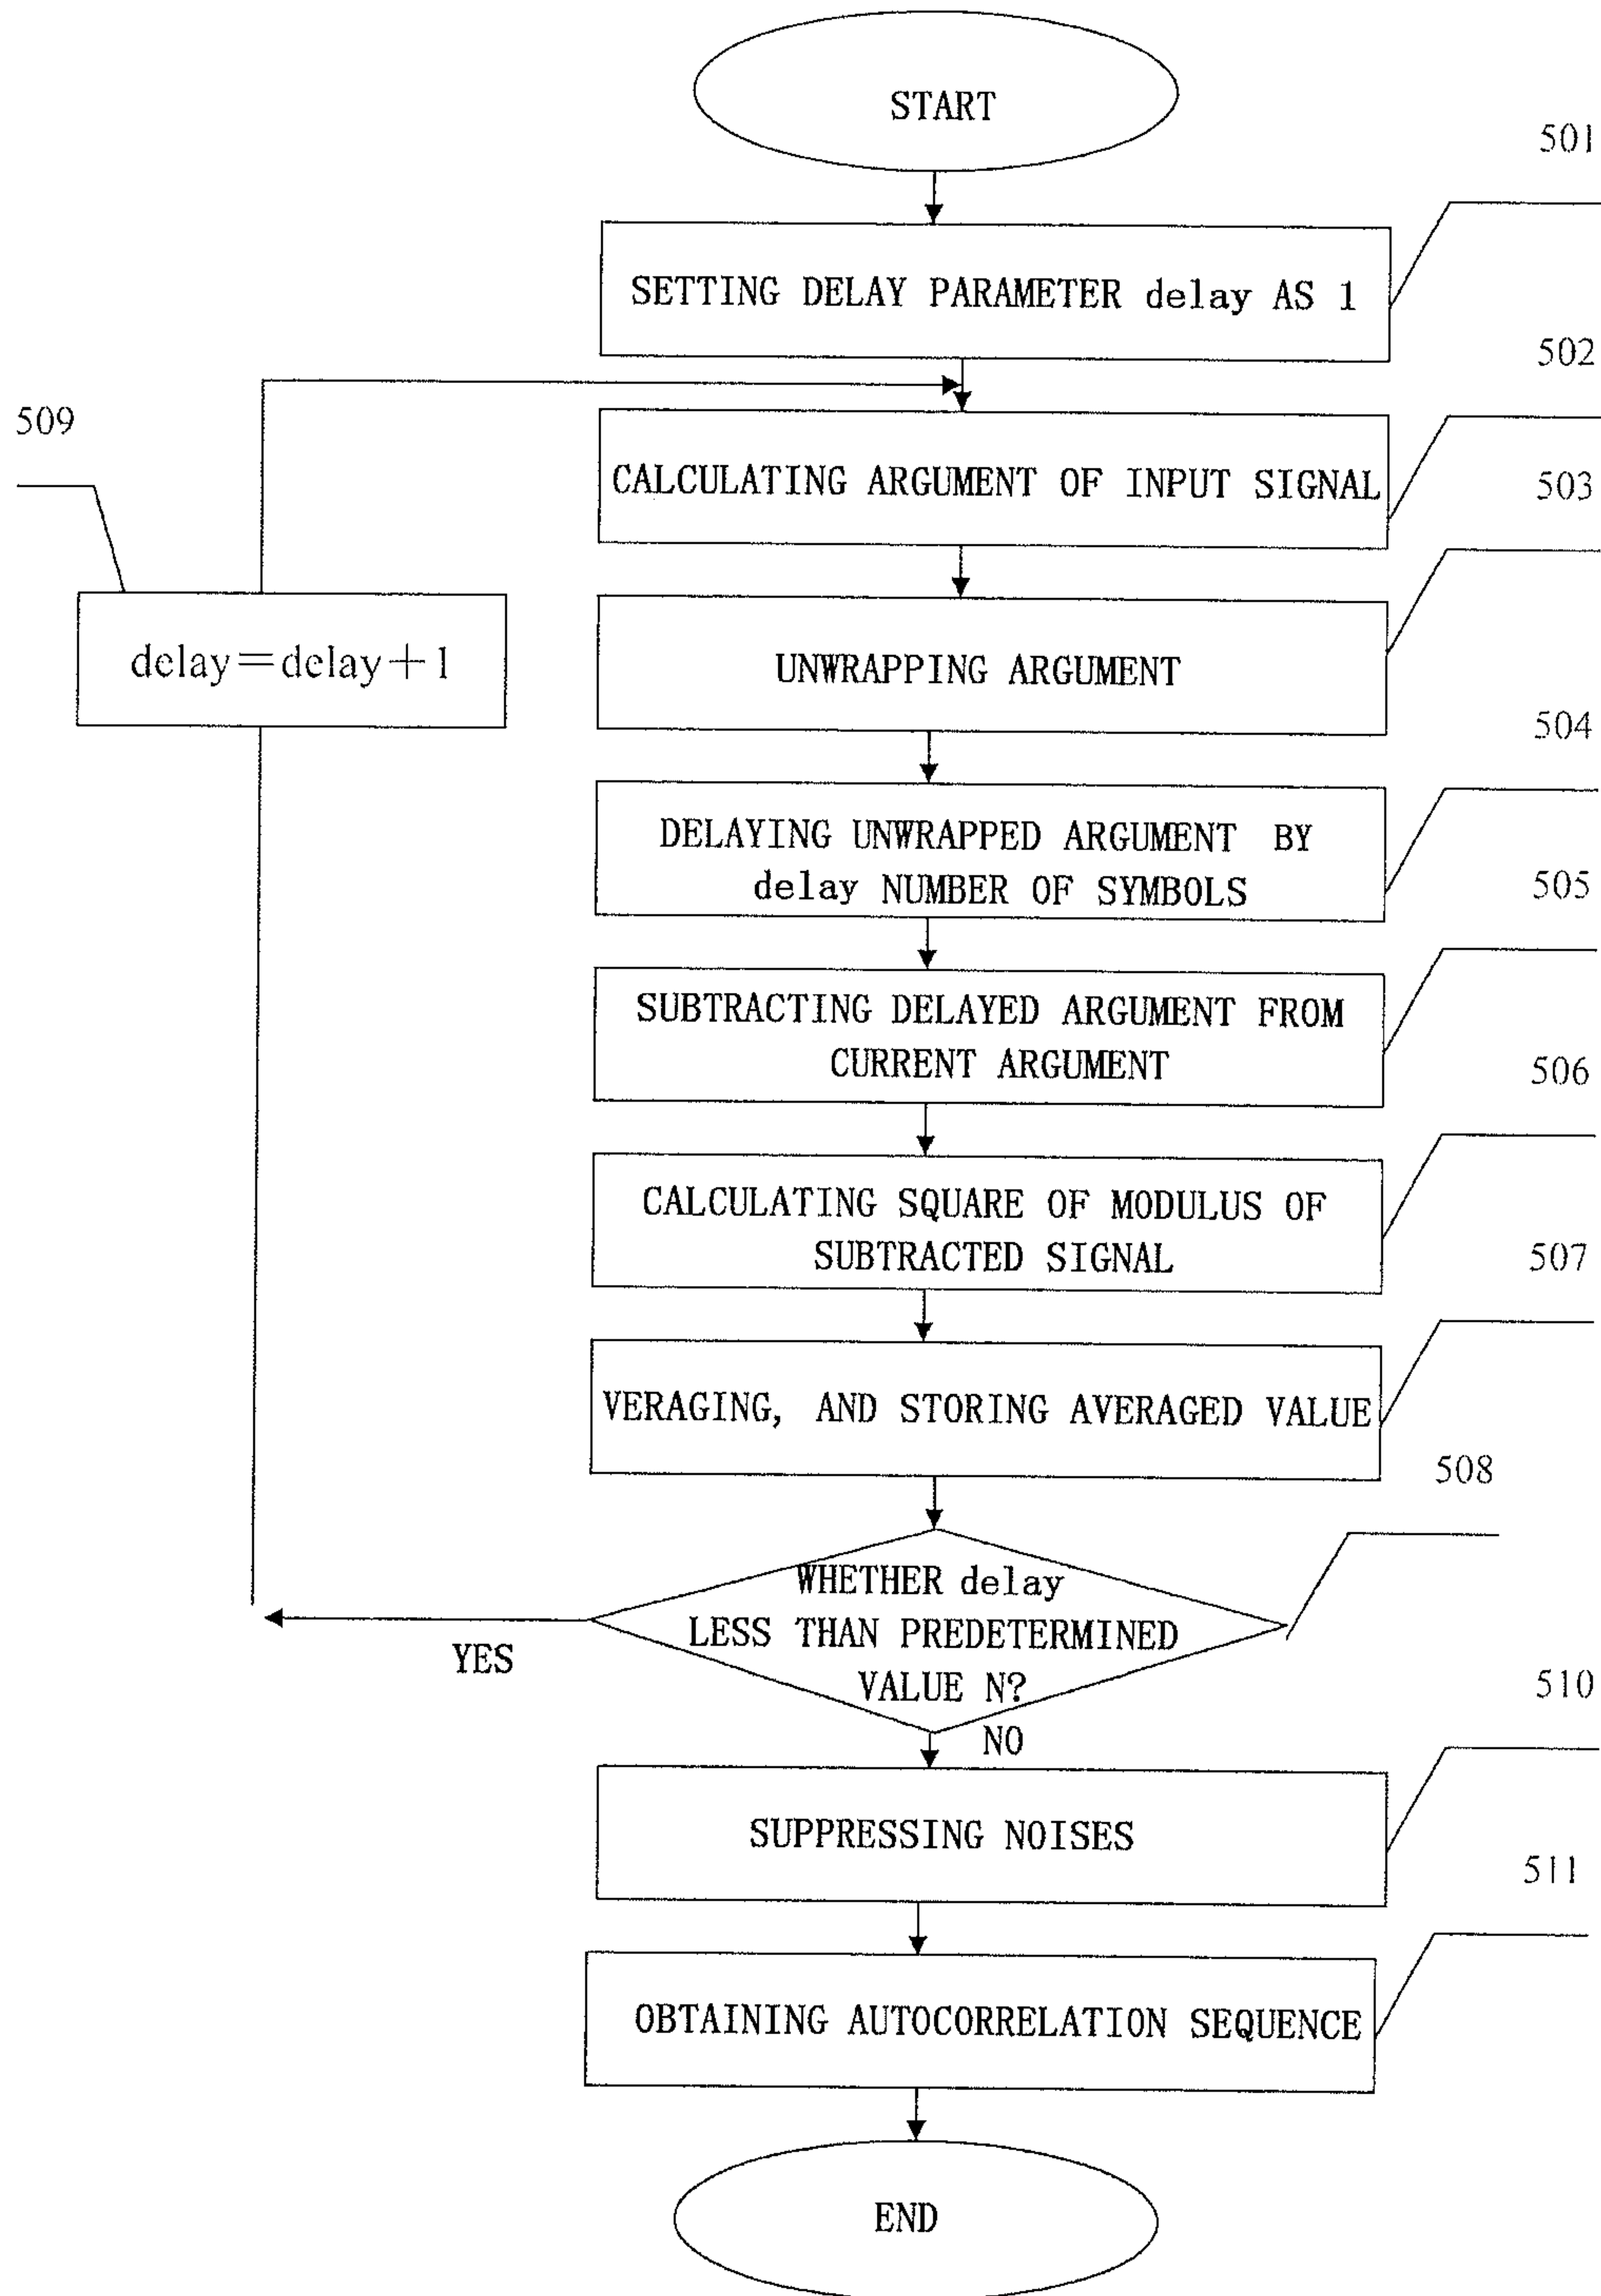 START
501
SETTING DELAY PARAMETER delay AS 1
502
509
CALCULATING ARGUMENT OF INPUT SIGNAL
503
delay=delay+1
UNWRAPPING ARGUMENT
504
DELAYING UNWRAPPED ARGUMENT BY
delay NUMBER OF SYMBOLS
505
SUBTRACTING DELAYED ARGUMENT FROM
CURRENT ARGUMENT
506
CALCULATING SQUARE OF MODULUS OF
SUBTRACTED SIGNAL
507
VERAGING, AND STORING AVERAGED VALUE
508
WHETHER delay
LESS THAN PREDETERMINED
VALUE N?
YES
510
NO
SUPPRESSING NOISES
511
OBTAINING AUTOCORRELATION SEQUENCE
END